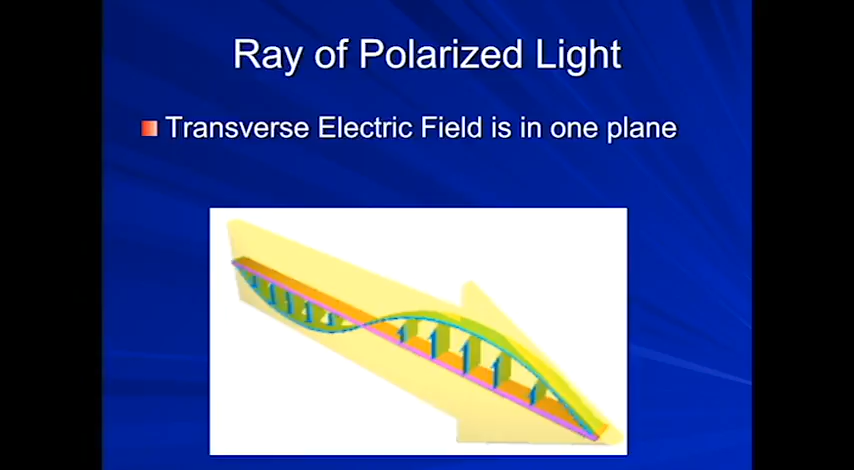 Ray of Polarized Light
Transverse Electric Field is in one plane